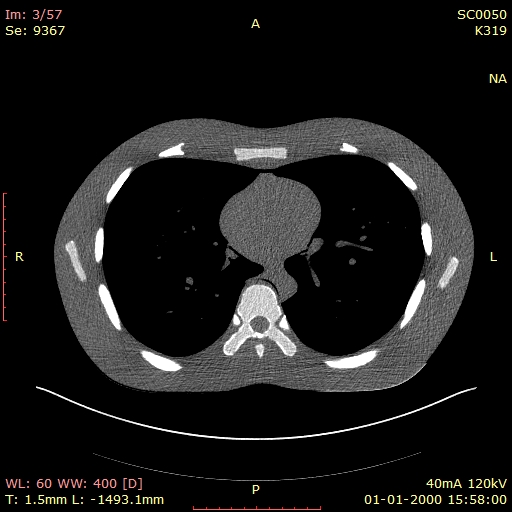 Im: 3/57
Se: 9367
A
SC0050
K319
NA
R
L
WL: 60 WW: 400 [D]
T: 1.5mm L: -1493.1mm
P
40mA 120kV
01-01-2000 15:58:00